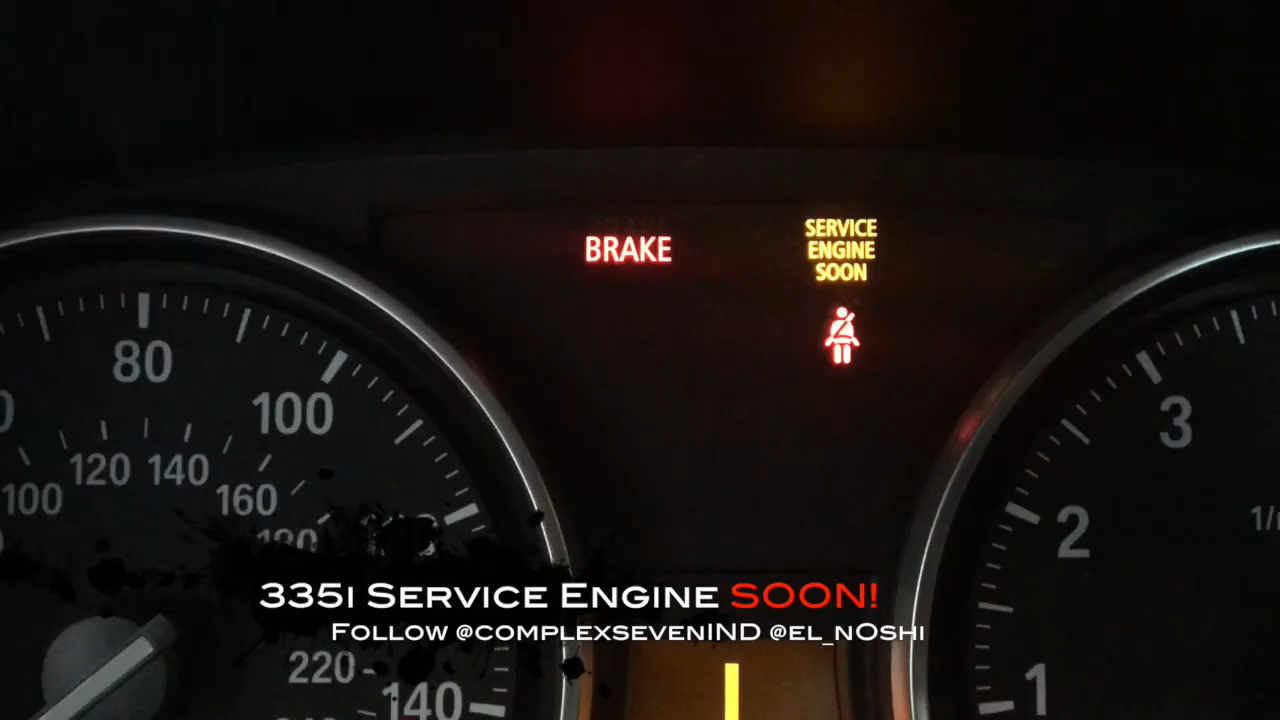 BRAKE
SERVICE
ENGINE
SOON
80
100
120
140
100
160
180
3
2
1
335i Service Engine SOON!
Follow @complexsevenIND @el_nOshi
220
140